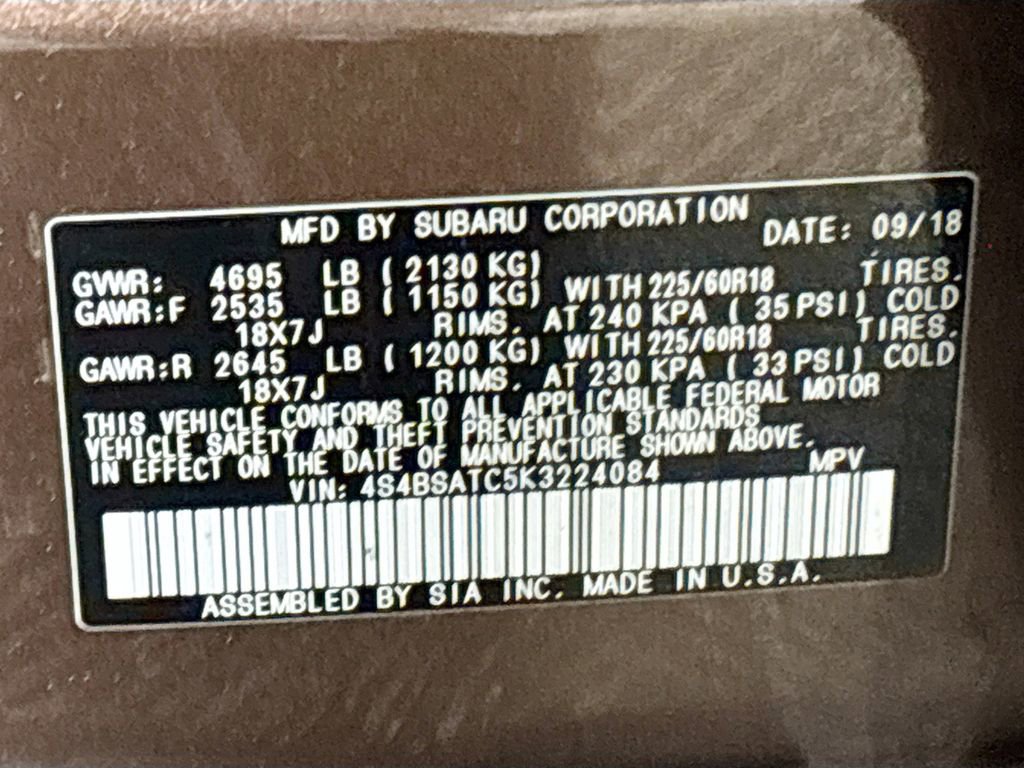 MFD BY SUBARU CORPORATION DATE: 09/18
GVWR: 4695 LB ( 2130 KG)
GAWR:F 2535 LB ( 1150 KG) WITH 225/60R18 TIRES.
18X7J RIMS. AT 240 KPA ( 35 PSI) COLD
GAWR:R 2645 LB ( 1200 KG) WITH 225/60R18 TIRES.
18X7J RIMS. AT 230 KPA ( 33 PSI) COLD
THIS VEHICLE CONFORMS TO ALL APPLICABLE FEDERAL MOTOR
VEHICLE SAFETY AND THEFT PREVENTION STANDARDS
IN EFFECT ON THE DATE OF MANUFACTURE SHOWN ABOVE.
VIN: 4S4BSATC5K3224084 MPV
ASSEMBLED BY SIA INC. MADE IN U.S.A.